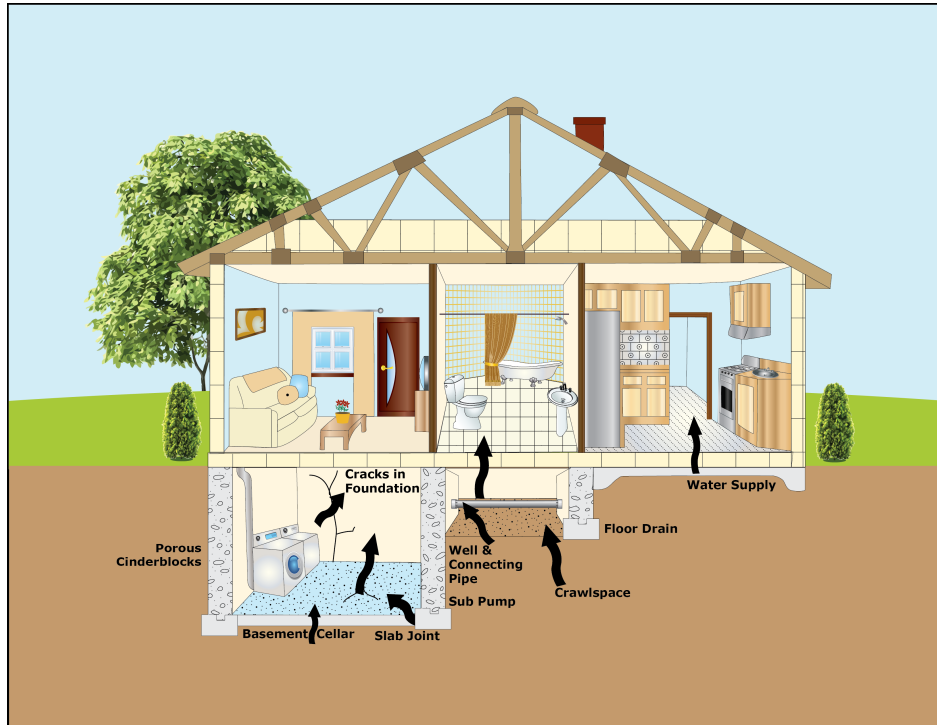 Cracks in
Foundation
Water Supply
Floor Drain
Porous
Cinderblocks
Well &
Connecting
Pipe
Crawlspace
Sub Pump
Basement Cellar
Slab Joint